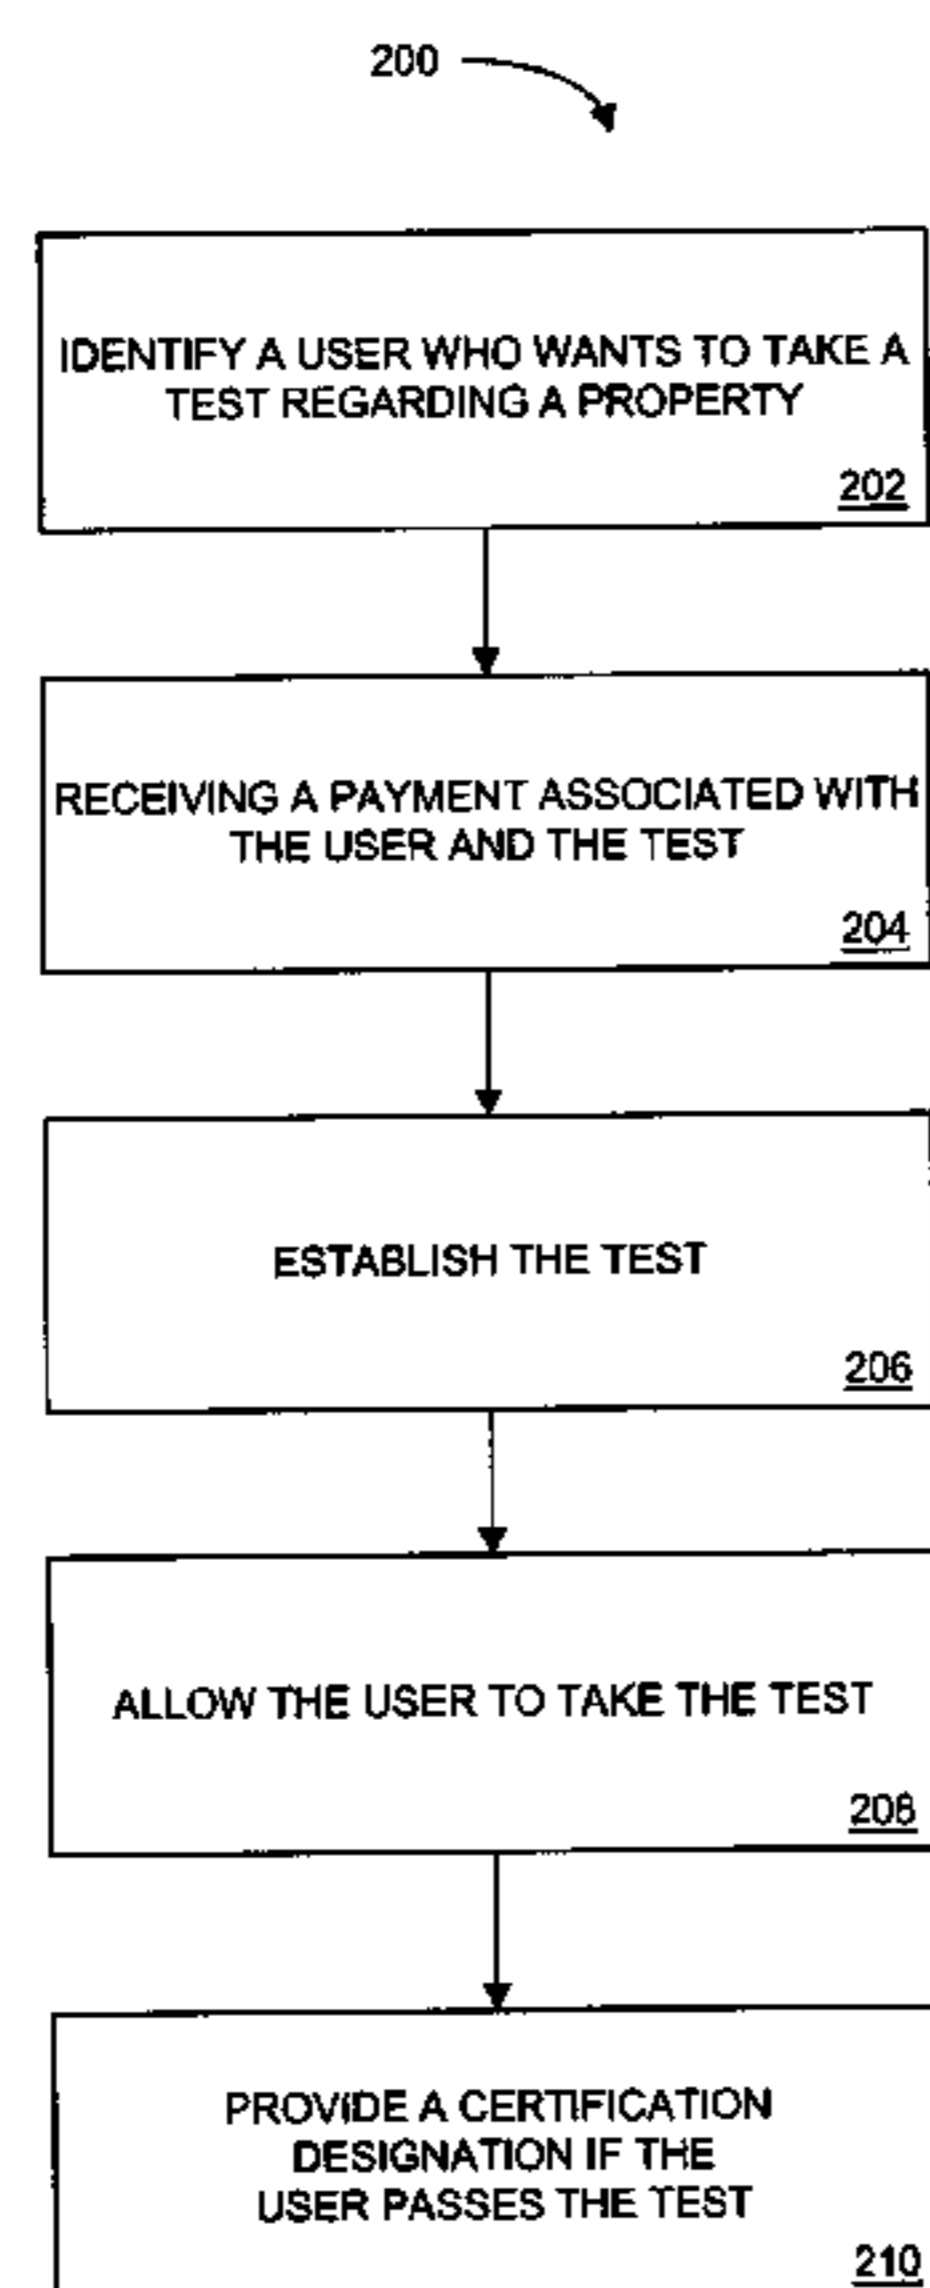 200
IDENTIFY A USER WHO WANTS TO TAKE A
TEST REGARDING A PROPERTY
202
RECEIVING A PAYMENT ASSOCIATED WITH
THE USER AND THE TEST
204
ESTABLISH THE TEST
206
ALLOW THE USER TO TAKE THE TEST
208
PROVIDE A CERTIFICATION
DESIGNATION IF THE
USER PASSES THE TEST
210